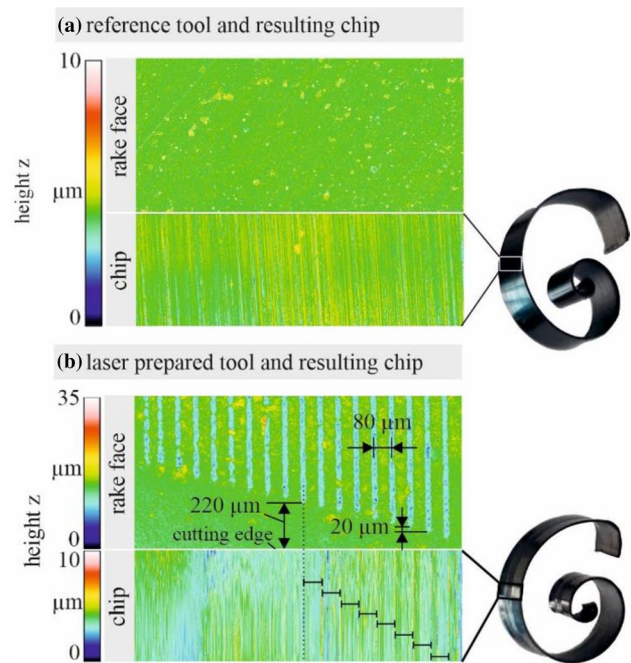 (a) reference tool and resulting chip
10
height z
μm
0
rake face
chip
(b) laser prepared tool and resulting chip
35
height z
μm
0
10
μm
0
rake face
chip
80 μm
220 μm
20 μm
cutting edge